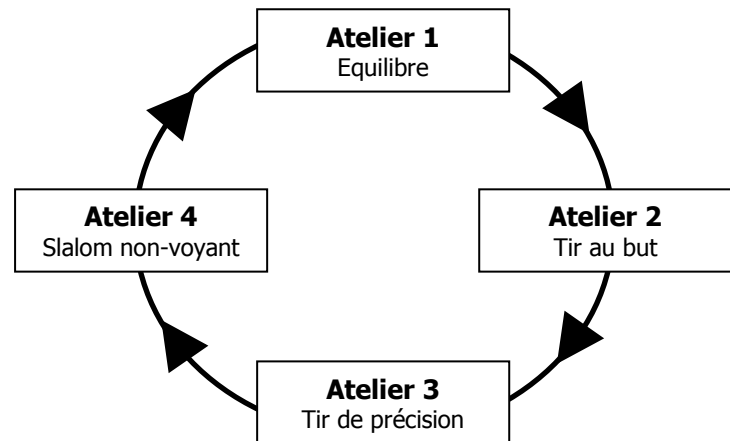 Atelier 1
Equilibre
Atelier 4
Slalom non-voyant
Atelier 2
Tir au but
Atelier 3
Tir de précision